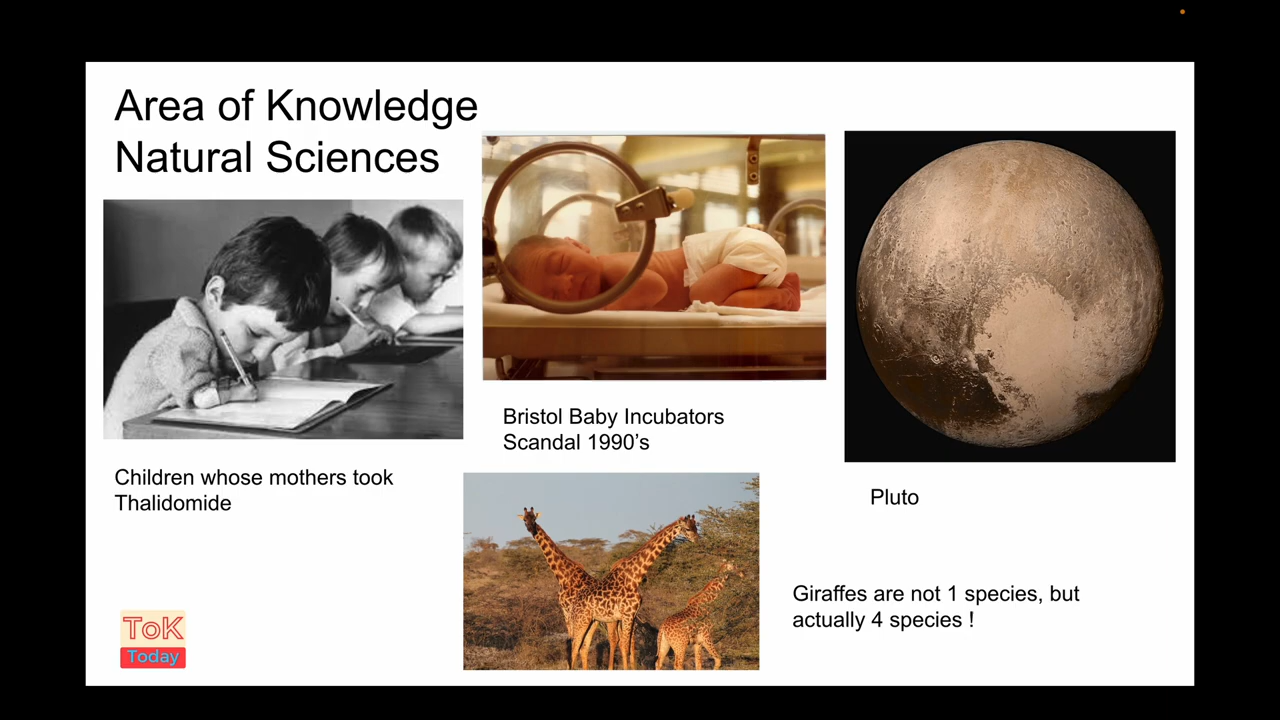 Area of Knowledge
Natural Sciences
Bristol Baby Incubators
Scandal 1990’s
Children whose mothers took
Thalidomide
Pluto
Giraffes are not 1 species, but
actually 4 species !
ToK
Today